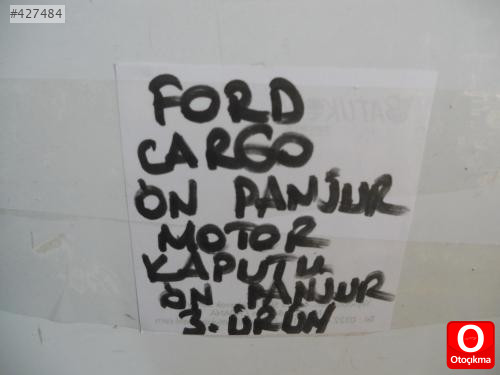 #427484
FORD
CARGO
ÖN PANJUR
MOTOR
KAPUTU
ÖN PANJUR
3. ÜRÜN
Otoçıkma